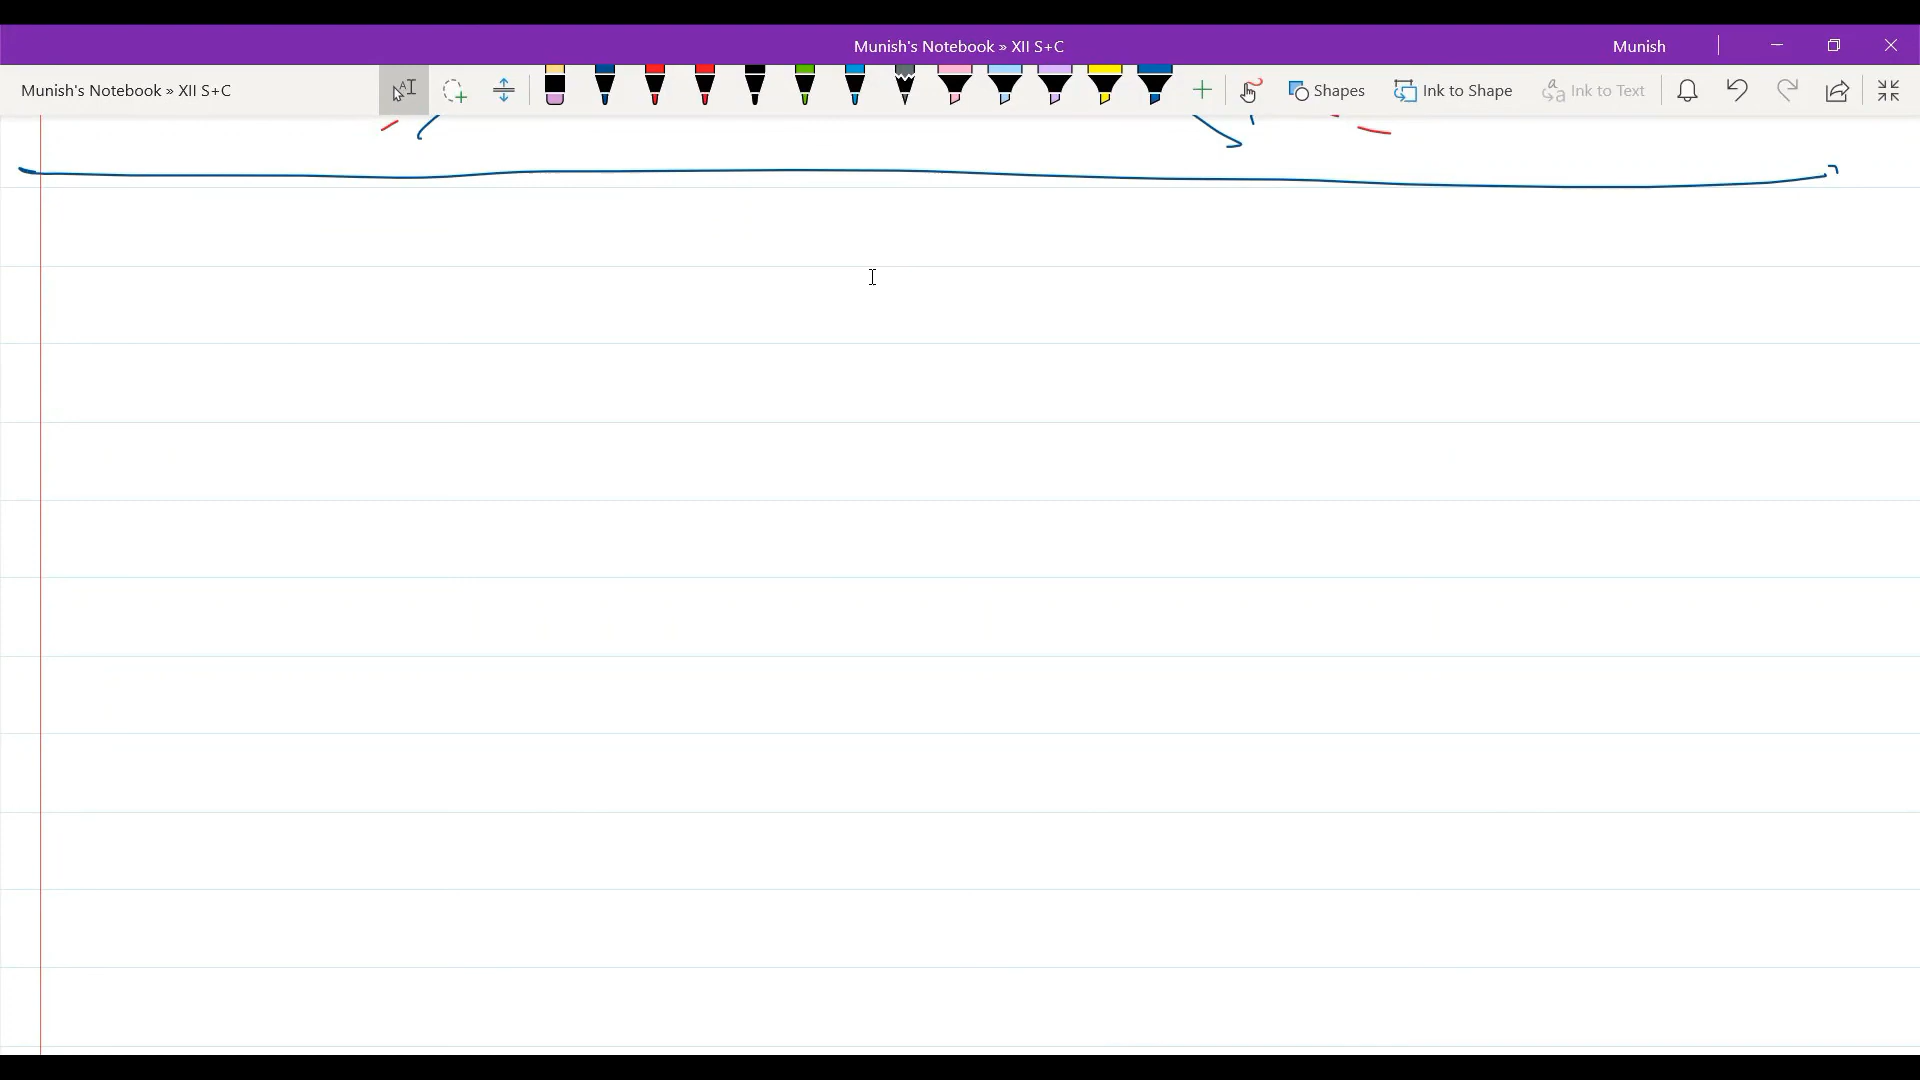 Munish's Notebook » XII S+C
Munish
Munish's Notebook » XII S+C
Shapes
Ink to Shape
Ink to Text